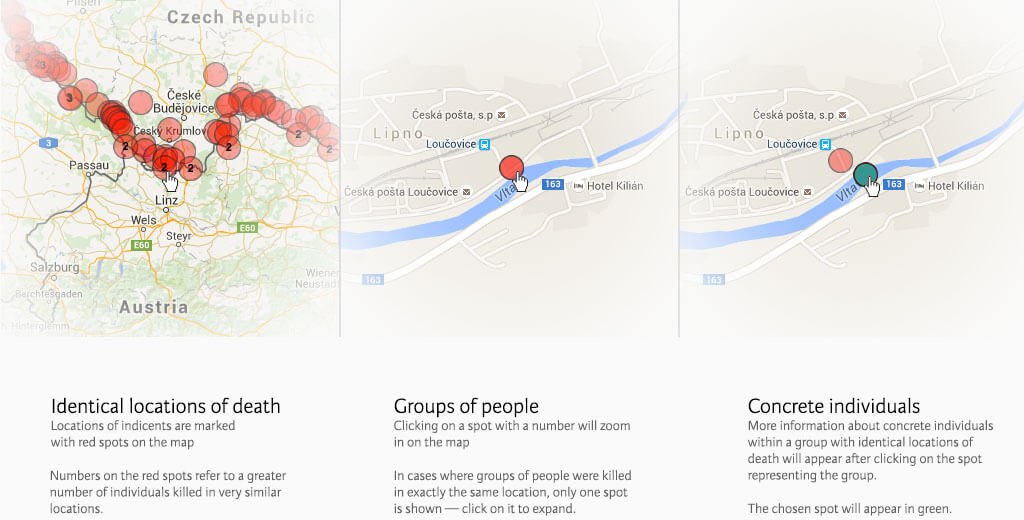 Plisen
Czech Republic
2
2
23
3
České
Budějovice
Český Krumlov
2
2
3
2
2
2
2
Passau
Linz
Wels
E60
Steyr
E60
Salzburg
Berchtesgaden
Wiener
Neustadt
Austria
Hinterglemm
Česká pošta, s.p
Lipno
Loučovice
163
Hotel Kilián
Česká pošta Loučovice
Vlta
163
Česká pošta, s.p
Lipno
Loučovice
163
Hotel Kilián
Česká pošta Loučovice
Vlta
163
Identical locations of death
Locations of indicents are marked
with red spots on the map
Numbers on the red spots refer to a greater
number of individuals killed in very similar
locations.
Groups of people
Clicking on a spot with a number will zoom
in on the map
In cases where groups of people were killed
in exactly the same location, only one spot
is shown — click on it to expand.
Concrete individuals
More information about concrete individuals
within a group with identical locations of
death will appear after clicking on the spot
representing the group.
The chosen spot will appear in green.